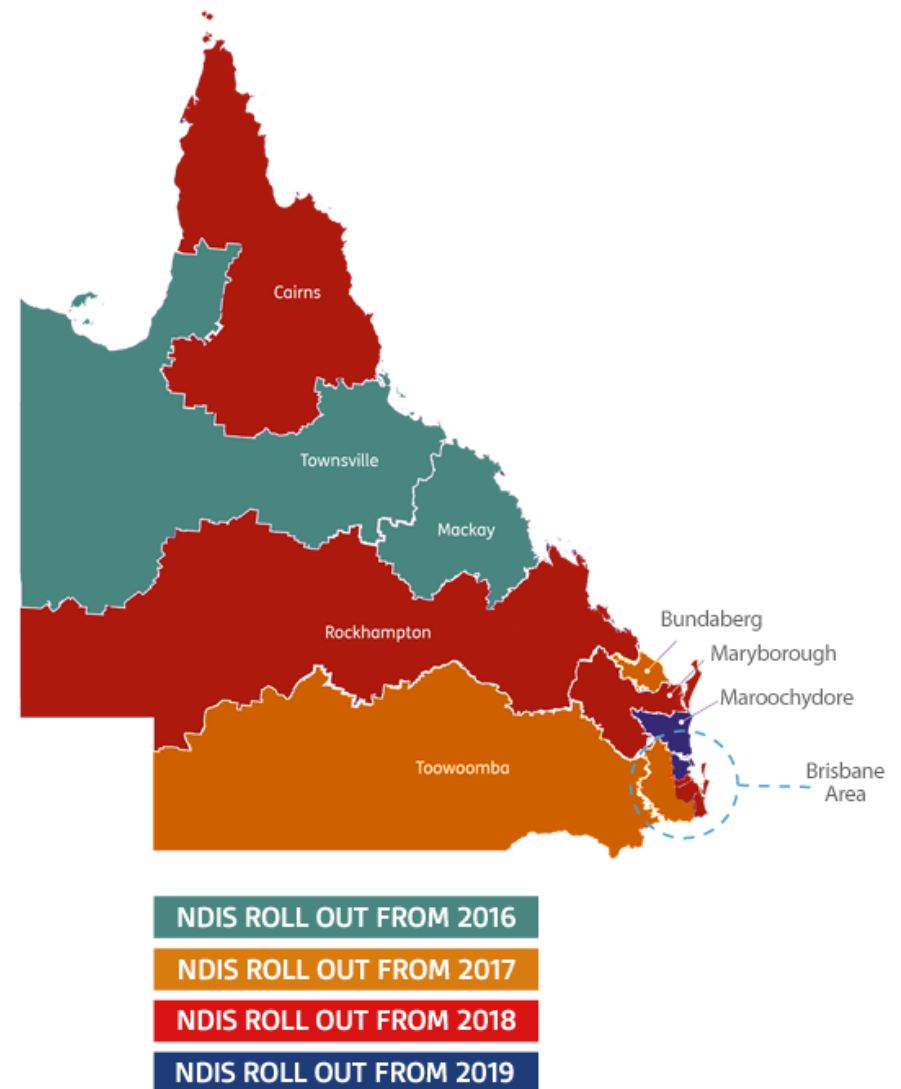 Cairns
Townsville
Mackay
Rockhampton
Bundaberg
Maryborough
Maroochydore
Toowoomba
Brisbane
Area
NDIS ROLL OUT FROM 2016
NDIS ROLL OUT FROM 2017
NDIS ROLL OUT FROM 2018
NDIS ROLL OUT FROM 2019